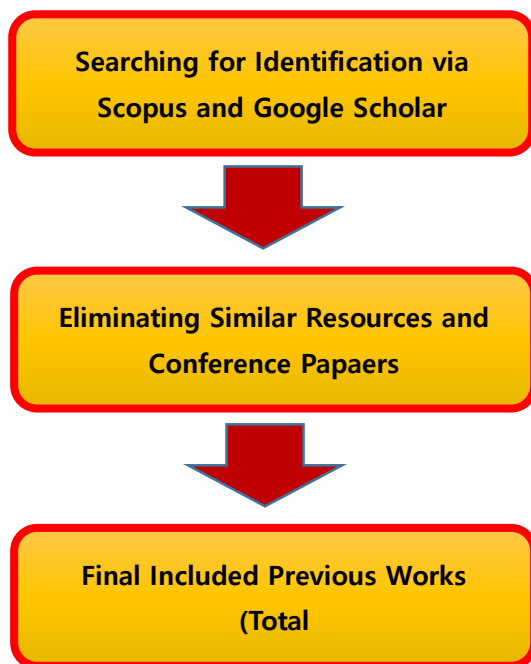 Searching for Identification via
Scopus and Google Scholar
Eliminating Similar Resources and
Conference Papaers
Final Included Previous Works
(Total